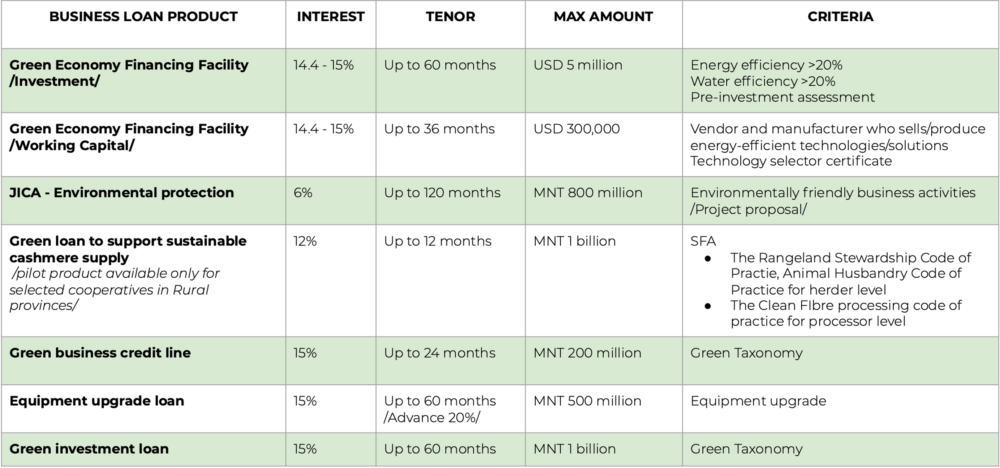 BUSINESS LOAN PRODUCT INTEREST TENOR MAX AMOUNT CRITERIA
Green Economy Financing Facility
/Investment/
14.4 - 15%
Up to 60 months
USD 5 million
Energy efficiency >20%
Water efficiency >20%
Pre-investment assessment
Green Economy Financing Facility
/Working Capital/
14.4 - 15%
Up to 36 months
USD 300,000
Vendor and manufacturer who sells/produce
energy-efficient technologies/solutions
Technology selector certificate
JICA - Environmental protection
6%
Up to 120 months
MNT 800 million
Environmentally friendly business activities
/Project proposal/
Green loan to support sustainable
cashmere supply
/pilot product available only for
selected cooperatives in Rural
provinces/
12%
Up to 12 months
MNT 1 billion
SFA
● The Rangeland Stewardship Code of
Practie, Animal Husbandry Code of
Practice for herder level
● The Clean FIbre processing code of
practice for processor level
Green business credit line
15%
Up to 24 months
MNT 200 million
Green Taxonomy
Equipment upgrade loan
15%
Up to 60 months
/Advance 20%/
MNT 500 million
Equipment upgrade
Green investment loan
15%
Up to 60 months
MNT 1 billion
Green Taxonomy